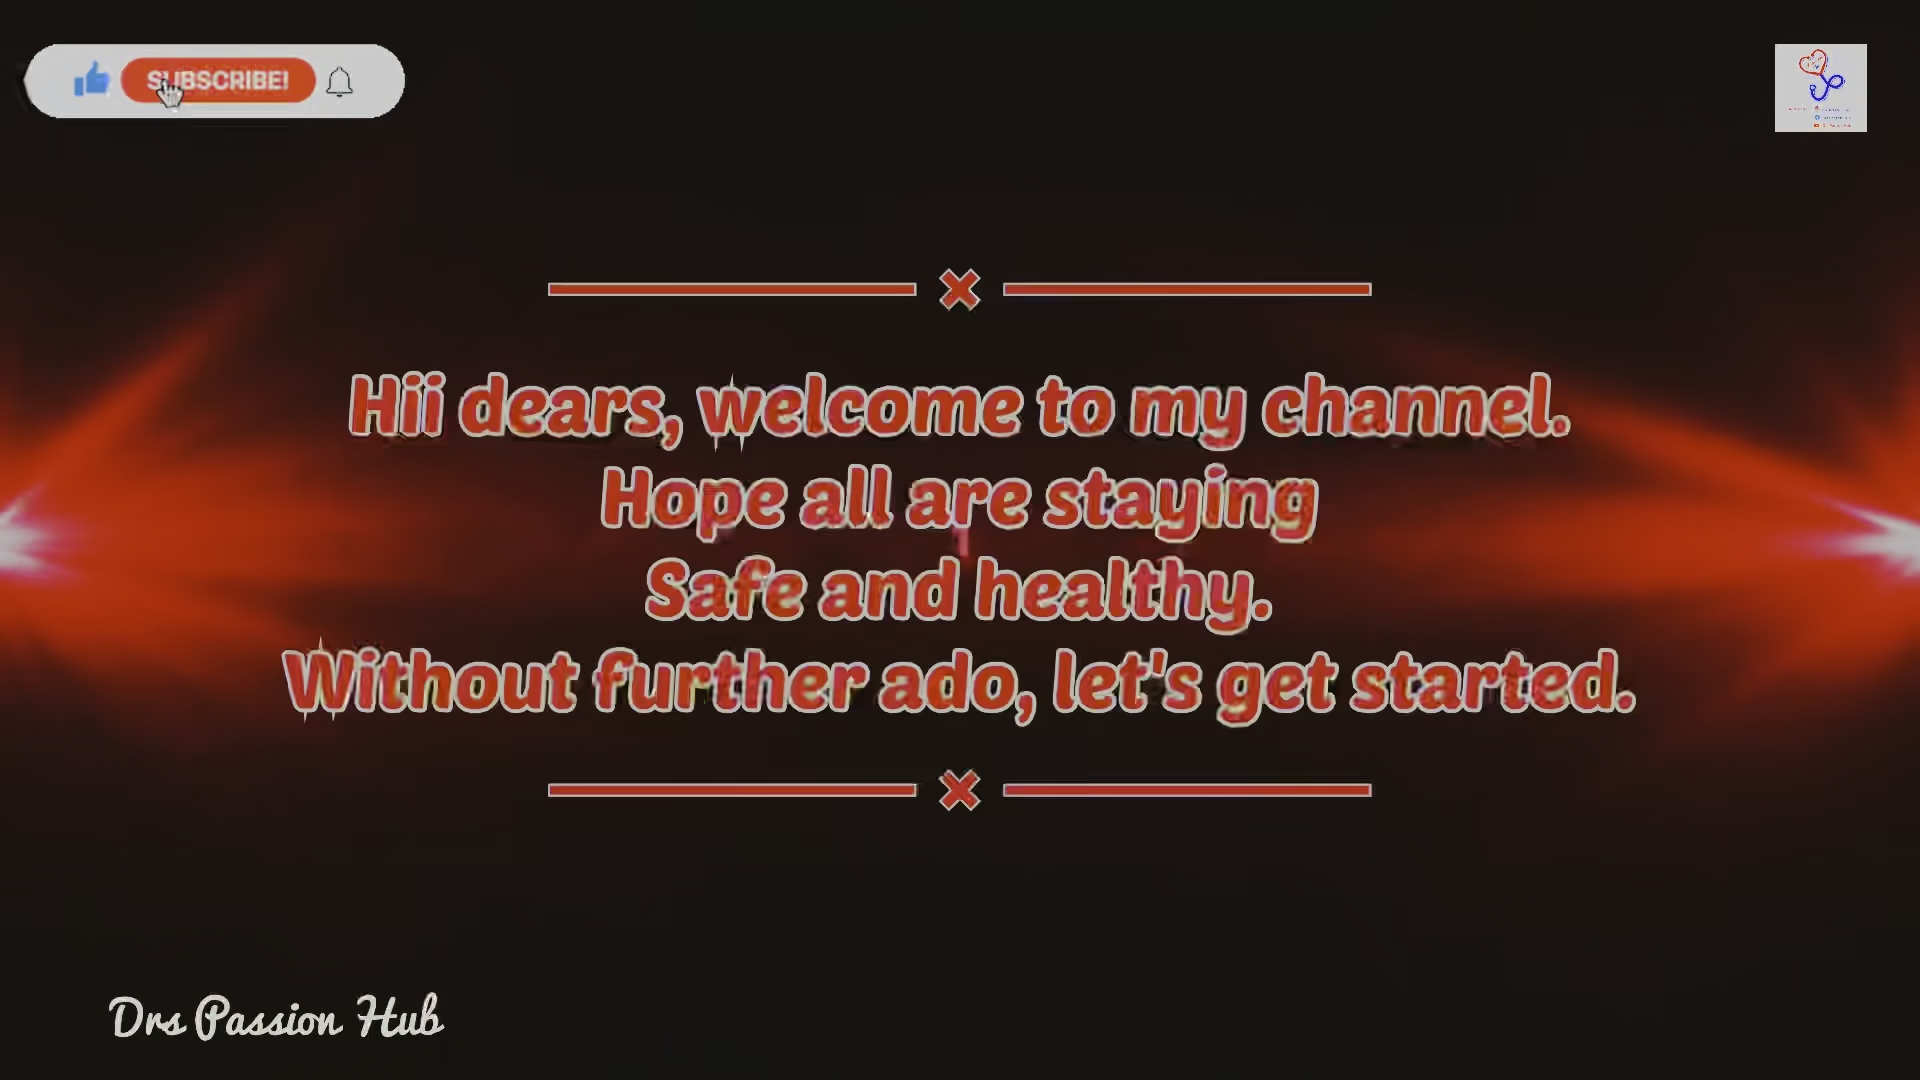 SUBSCRIBE!
Hii dears, welcome to my channel.
Hope all are staying
Safe and healthy.
Without further ado, let's get started.
Drs Passion Hub